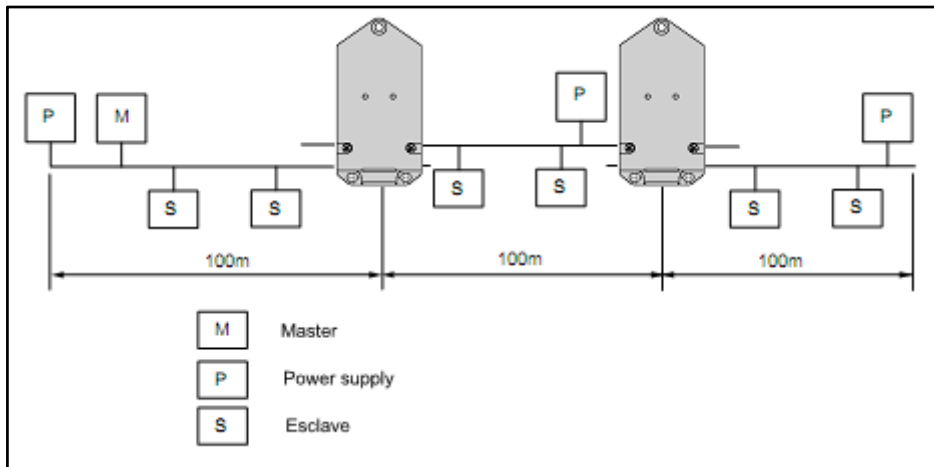 P M P P
S S S S S S
100m 100m 100m
M Master
P Power supply
S Esclave